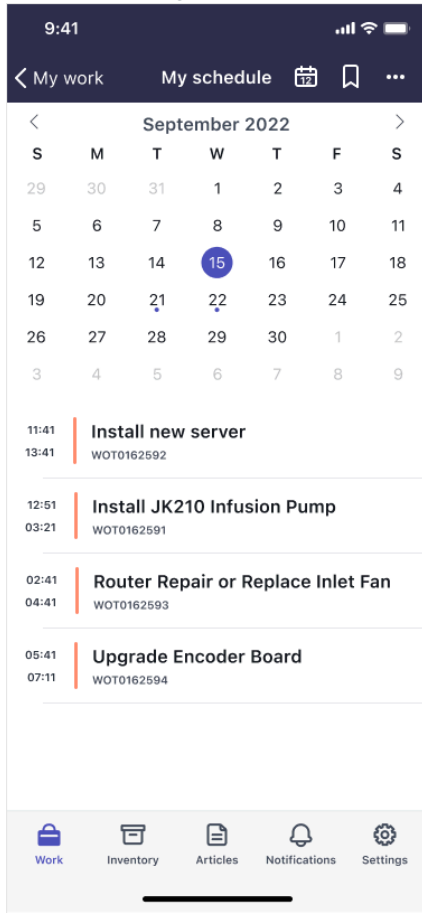 9:41
My work My schedule 12
September 2022
S M T W T F S
29 30 31 1 2 3 4
5 6 7 8 9 10 11
12 13 14 15 16 17 18
19 20 21 22 23 24 25
26 27 28 29 30 1 2
3 4 5 6 7 8 9
11:41 Install new server
13:41 WOT0162592
12:51 Install JK210 Infusion Pump
03:21 WOT0162591
02:41 Router Repair or Replace Inlet Fan
04:41 WOT0162593
05:41 Upgrade Encoder Board
07:11 WOT0162594
Work Inventory Articles Notifications Settings